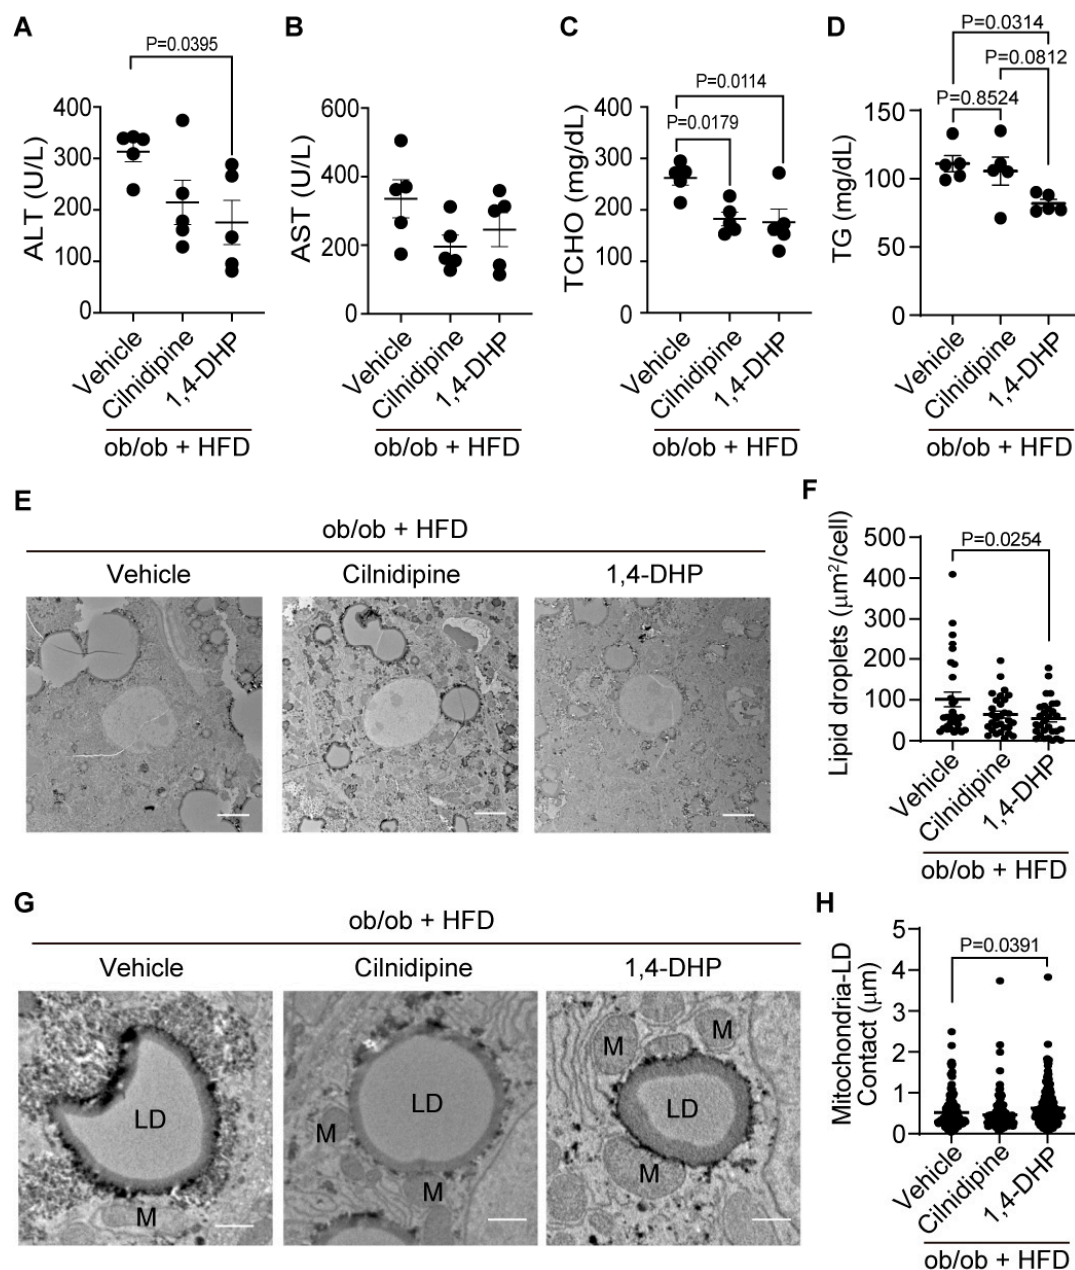 A
P=0.0395
400
300
200
100
0
ALT (U/L)
Vehicle
Cilnidipine
1,4-DHP
ob/ob + HFD
B
600
400
200
0
AST (U/L)
Vehicle
Cilnidipine
1,4-DHP
ob/ob + HFD
C
P=0.0114
P=0.0179
400
300
200
100
0
TCHO (mg/dL)
Vehicle
Cilnidipine
1,4-DHP
ob/ob + HFD
D
P=0.0314
P=0.0812
P=0.8524
150
100
50
0
TG (mg/dL)
Vehicle
Cilnidipine
1,4-DHP
ob/ob + HFD
E
ob/ob + HFD
Vehicle
Cilnidipine
1,4-DHP
F
P=0.0254
500
400
300
200
100
0
Lipid droplets (μm²/cell)
Vehicle
Cilnidipine
1,4-DHP
ob/ob + HFD
G
ob/ob + HFD
Vehicle
Cilnidipine
1,4-DHP
LD
M
LD
M
M
M
M
LD
M
H
P=0.0391
5
4
3
2
1
0
Mitochondria-LD
Contact (μm)
Vehicle
Cilnidipine
1,4-DHP
ob/ob + HFD